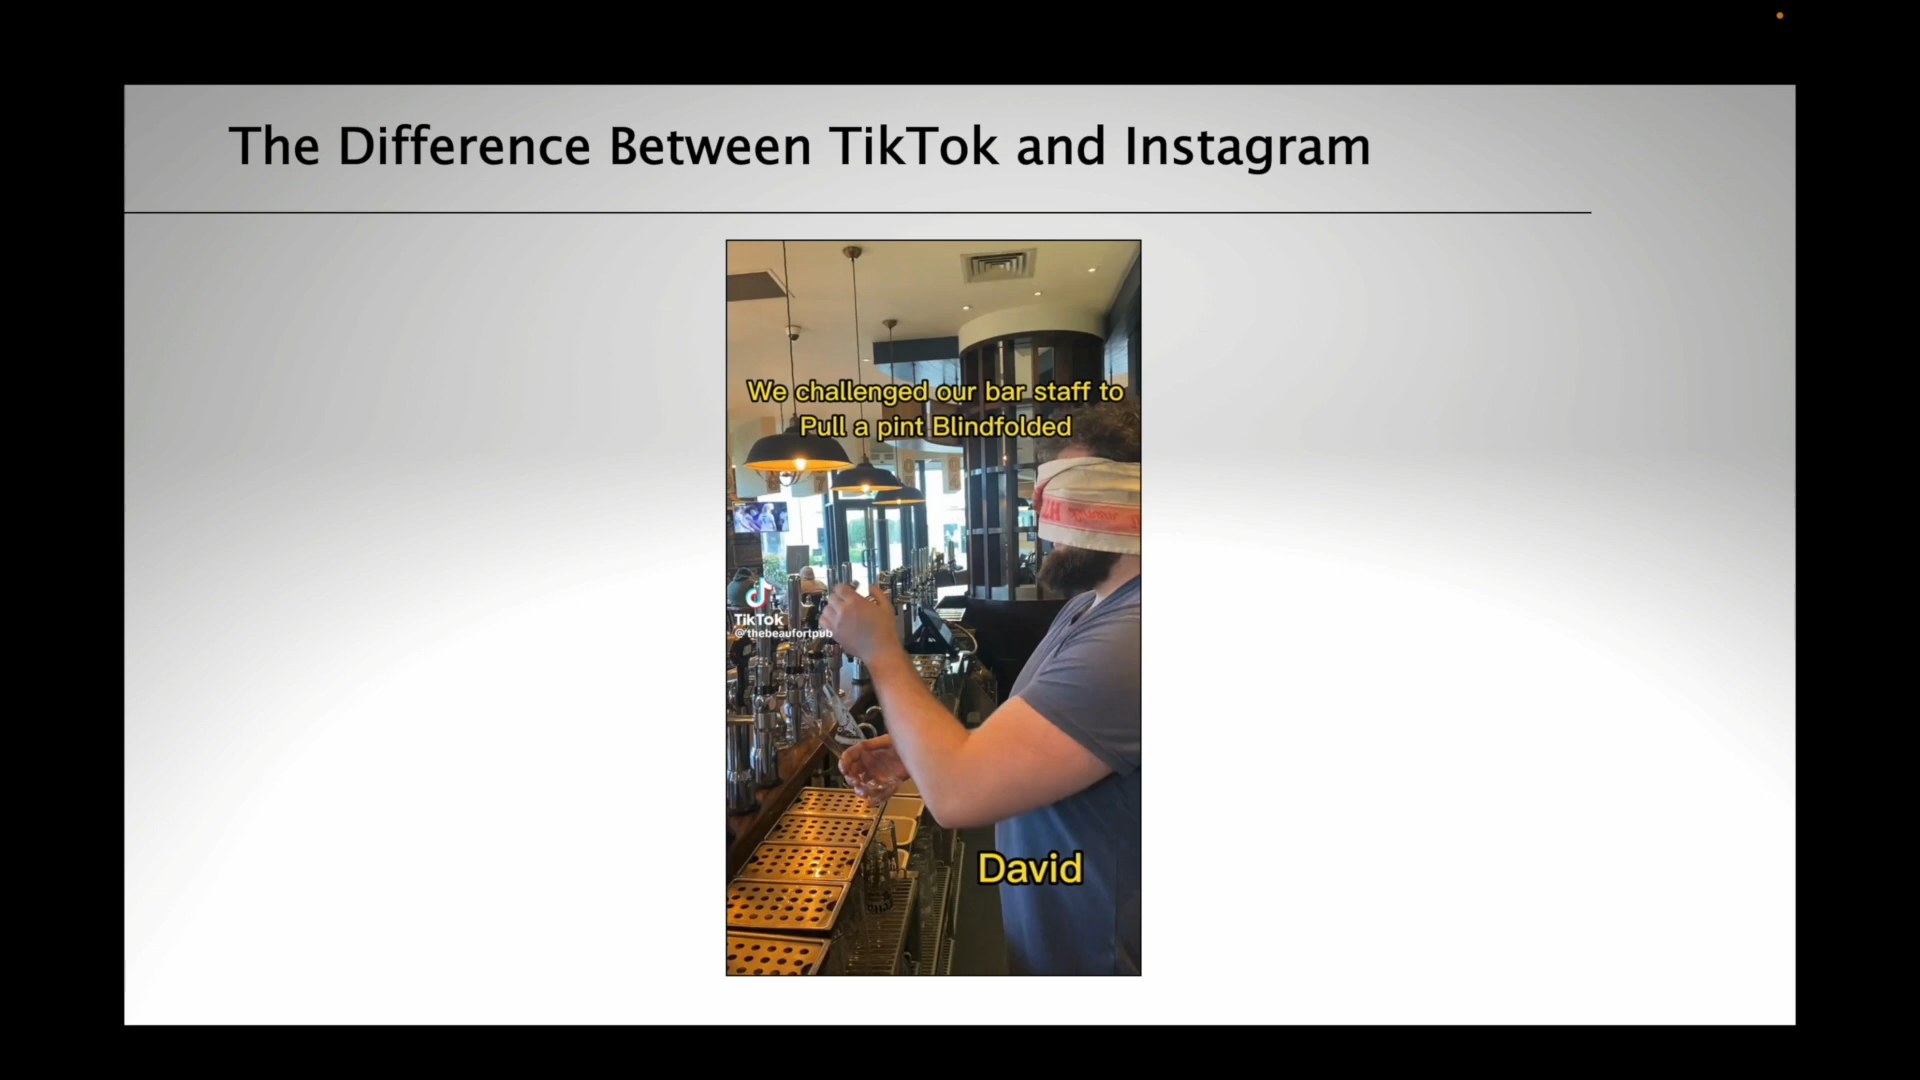 The Difference Between TikTok and Instagram
We challenged our bar staff to
Pull a pint Blindfolded
TikTok
@thebeaufortpub
David